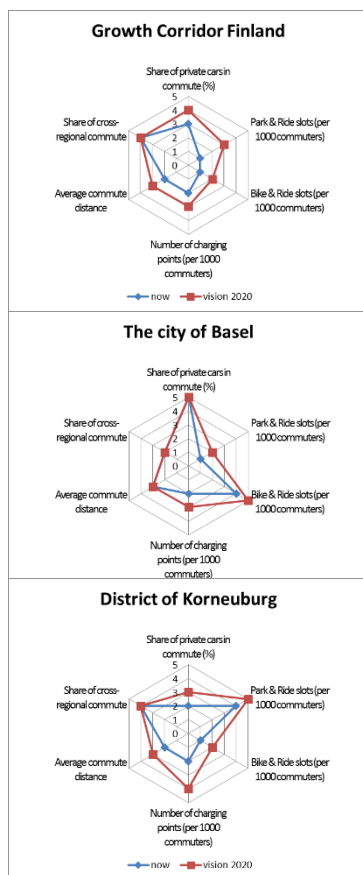 Growth Corridor Finland
Share of private cars in
commute (%)
5
4
3
2
1
0
Park & Ride slots (per
1000 commuters)
Bike & Ride slots (per
1000 commuters)
Number of charging
points (per 1000
commuters)
Average commute
distance
Share of cross-
regional commute
now
vision 2020
The city of Basel
Share of private cars in
commute (%)
5
4
3
2
1
0
Park & Ride slots (per
1000 commuters)
Bike & Ride slots (per
1000 commuters)
Number of charging
points (per 1000
commuters)
Average commute
distance
Share of cross-
regional commute
District of Korneuburg
Share of private cars in
commute (%)
5
4
3
2
1
0
Park & Ride slots (per
1000 commuters)
Bike & Ride slots (per
1000 commuters)
Number of charging
points (per 1000
commuters)
Average commute
distance
Share of cross-
regional commute
now
vision 2020